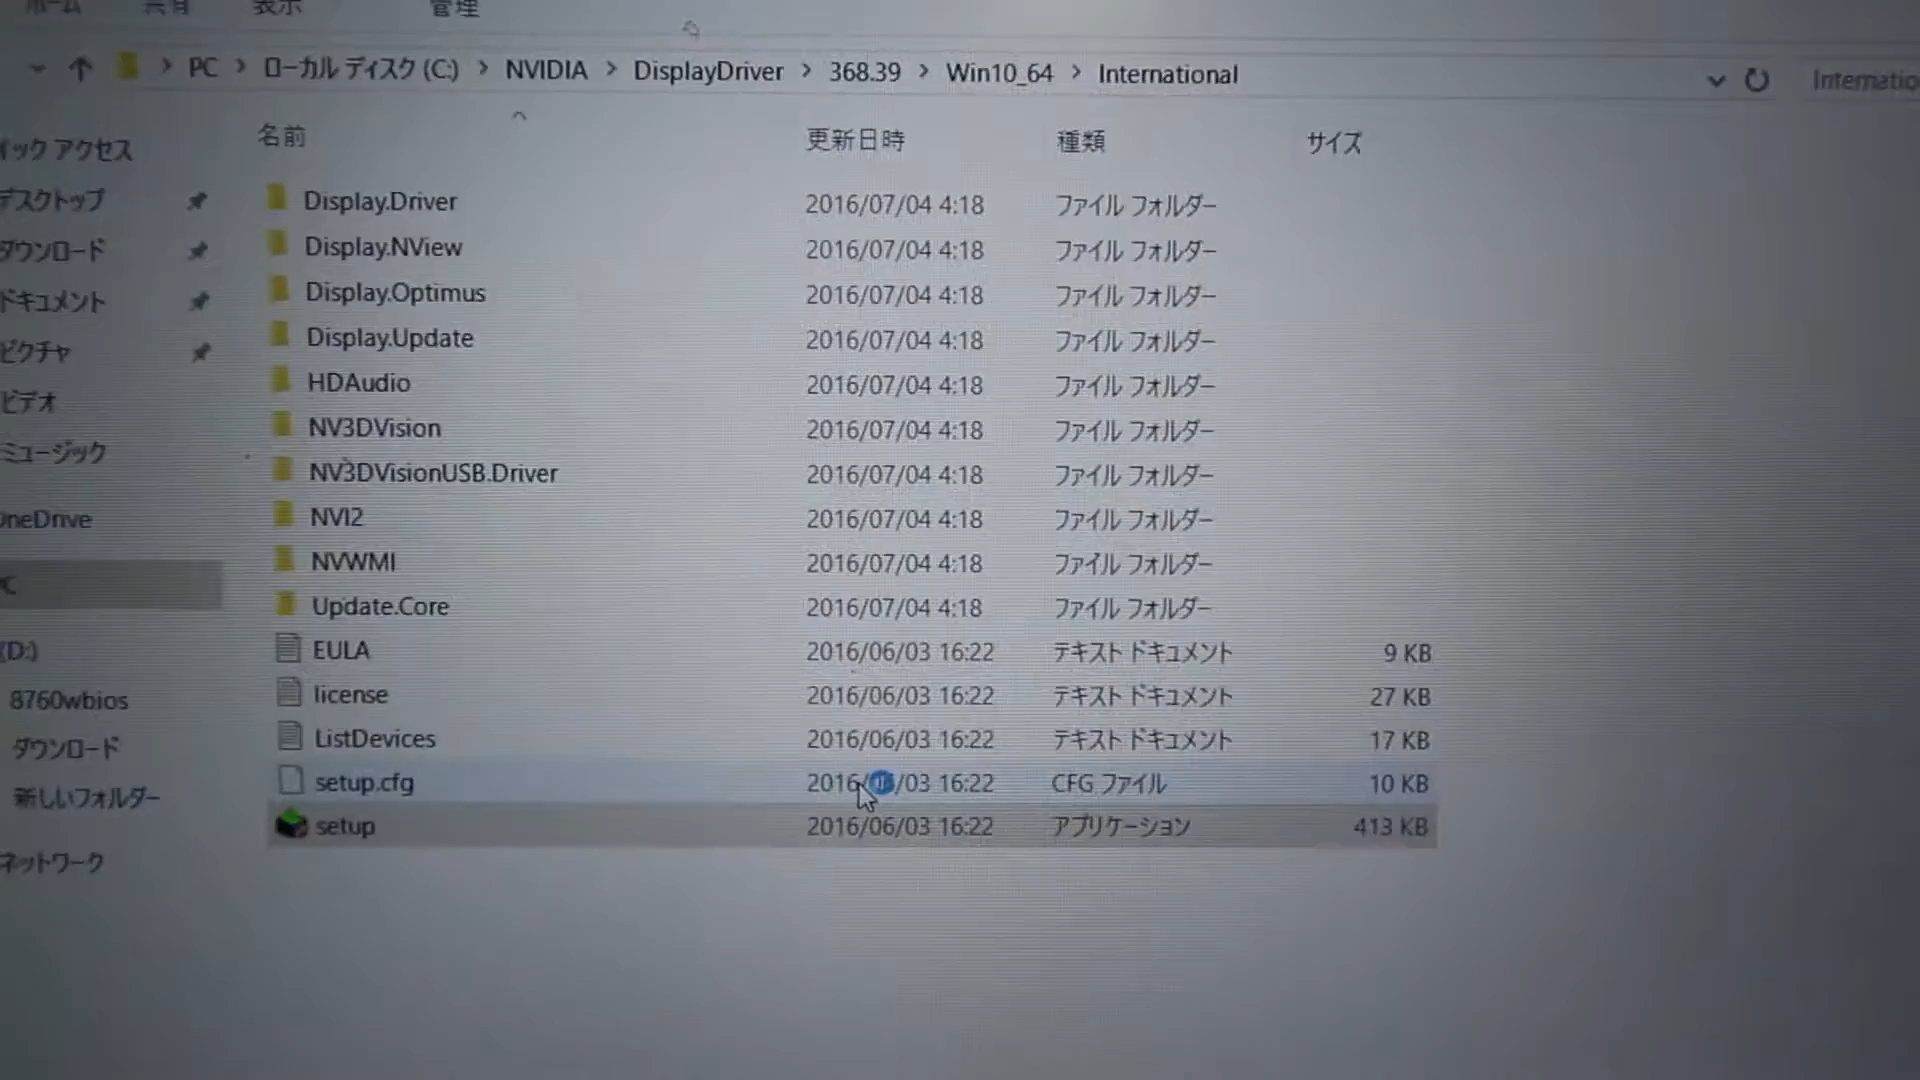 ホーム 共有 表示 管理
PC > ローカル ディスク (C:) > NVIDIA > DisplayDriver > 368.39 > Win10_64 > International
Internatio
名前 更新日時 種類 サイズ
イック アクセス
デスクトップ
ダウンロード
ドキュメント
ピクチャ
ビデオ
ミュージック
OneDrive
PC
(D:)
8760wbios
ダウンロード
新しいフォルダー
ネットワーク
Display.Driver 2016/07/04 4:18 ファイル フォルダー
Display.NView 2016/07/04 4:18 ファイル フォルダー
Display.Optimus 2016/07/04 4:18 ファイル フォルダー
Display.Update 2016/07/04 4:18 ファイル フォルダー
HDAudio 2016/07/04 4:18 ファイル フォルダー
NV3DVision 2016/07/04 4:18 ファイル フォルダー
NV3DVisionUSB.Driver 2016/07/04 4:18 ファイル フォルダー
NVI2 2016/07/04 4:18 ファイル フォルダー
NVWMI 2016/07/04 4:18 ファイル フォルダー
Update.Core 2016/07/04 4:18 ファイル フォルダー
EULA 2016/06/03 16:22 テキスト ドキュメント 9 KB
license 2016/06/03 16:22 テキスト ドキュメント 27 KB
ListDevices 2016/06/03 16:22 テキスト ドキュメント 17 KB
setup.cfg 2016/06/03 16:22 CFG ファイル 10 KB
setup 2016/06/03 16:22 アプリケーション 413 KB